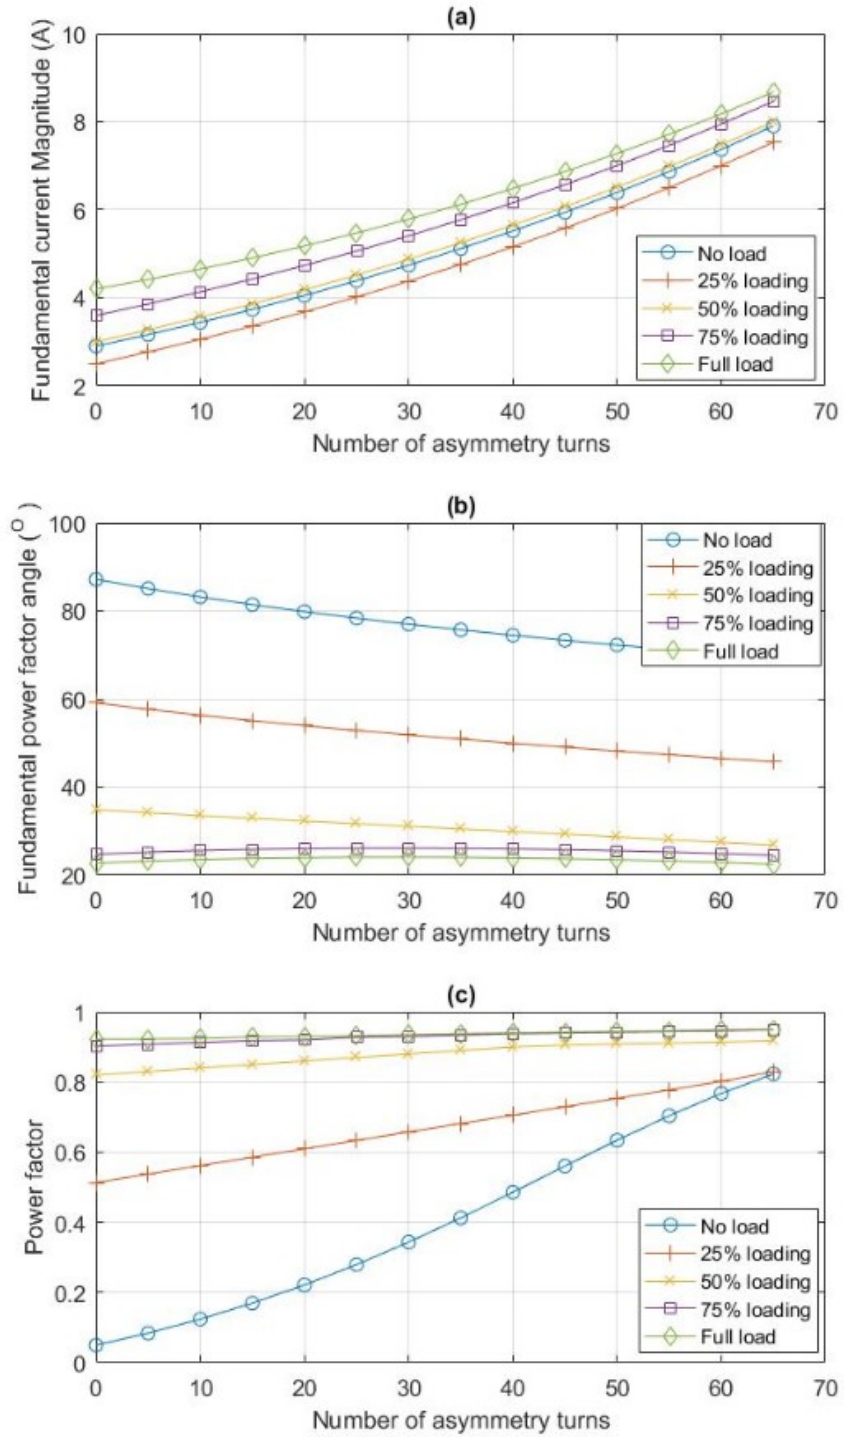 (a)
Fundamental current Magnitude (A)
10
8
6
4
2
No load
25% loading
50% loading
75% loading
Full load
0 10 20 30 40 50 60 70
Number of asymmetry turns
(b)
Fundamental power factor angle (O)
100
80
60
40
20
No load
25% loading
50% loading
75% loading
Full load
0 10 20 30 40 50 60 70
Number of asymmetry turns
(c)
Power factor
1
0.8
0.6
0.4
0.2
0
No load
25% loading
50% loading
75% loading
Full load
0 10 20 30 40 50 60 70
Number of asymmetry turns